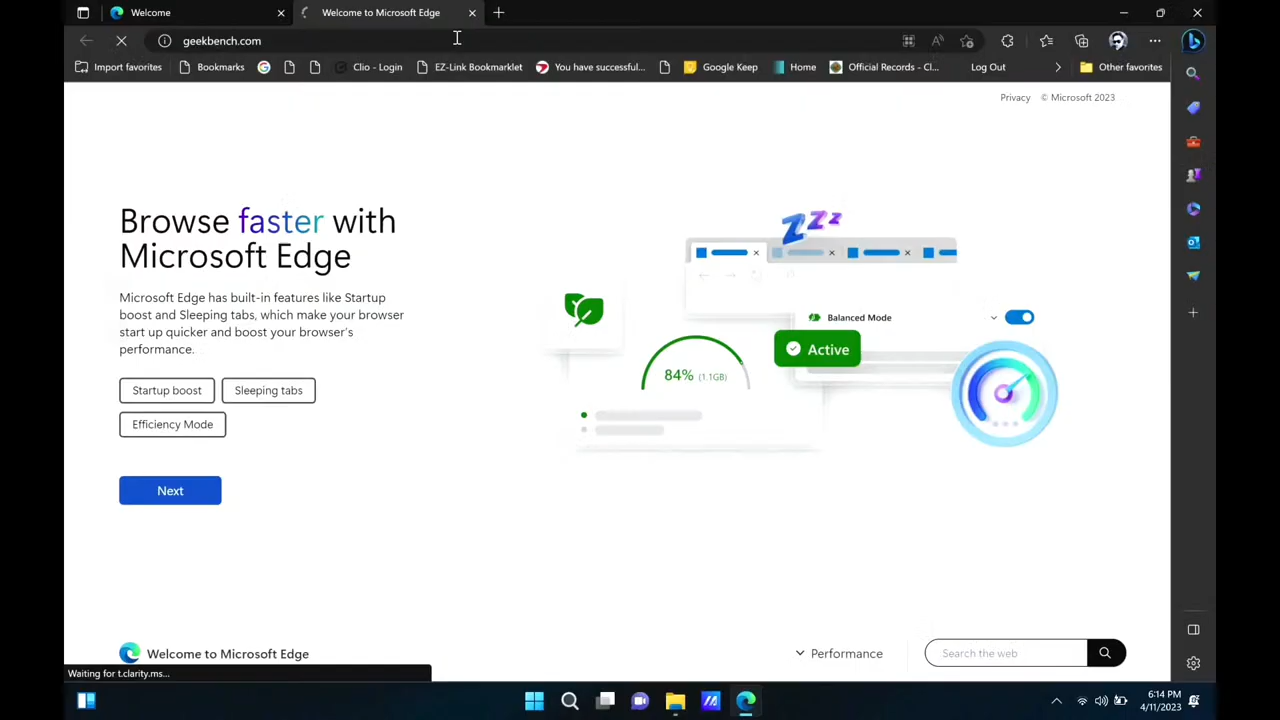 Welcome
Welcome to Microsoft Edge
geekbench.com
Import favorites
Bookmarks
Clio - Login
EZ-Link Bookmarklet
You have successful...
Google Keep
Home
Official Records - Cl...
Log Out
Other favorites
Privacy © Microsoft 2023
Browse faster with
Microsoft Edge
Microsoft Edge has built-in features like Startup
boost and Sleeping tabs, which make your browser
start up quicker and boost your browser's
performance.
Startup boost
Sleeping tabs
Efficiency Mode
Next
zzz
Balanced Mode
Active
84% (1.1GB)
Welcome to Microsoft Edge
Performance
Search the web
Waiting for t.clarity.ms...
6:14 PM
4/11/2023